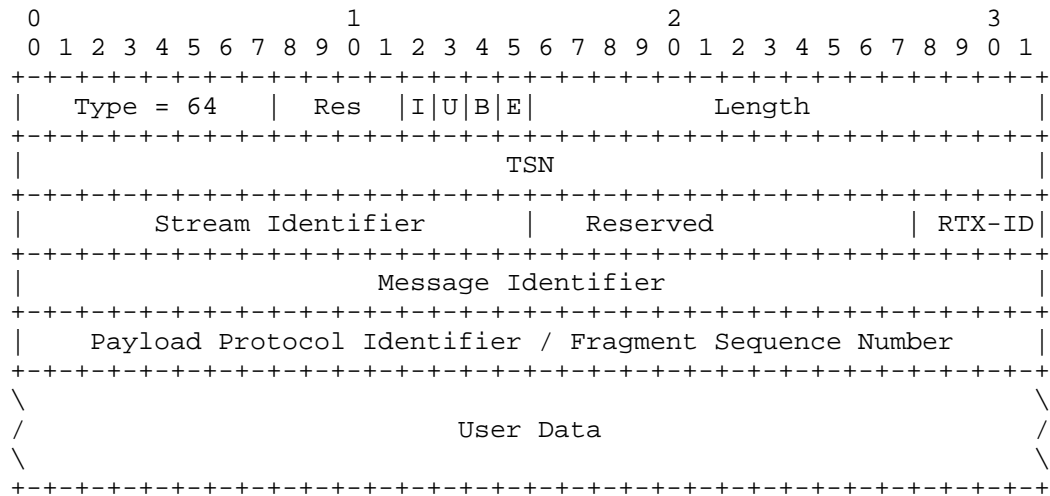 0                   1                   2                   3
 0 1 2 3 4 5 6 7 8 9 0 1 2 3 4 5 6 7 8 9 0 1 2 3 4 5 6 7 8 9 0 1
+-+-+-+-+-+-+-+-+-+-+-+-+-+-+-+-+-+-+-+-+-+-+-+-+-+-+-+-+-+-+-+-+
|   Type = 64   |  Res  |I|U|B|E|           Length              |
+-+-+-+-+-+-+-+-+-+-+-+-+-+-+-+-+-+-+-+-+-+-+-+-+-+-+-+-+-+-+-+-+
|                              TSN                              |
+-+-+-+-+-+-+-+-+-+-+-+-+-+-+-+-+-+-+-+-+-+-+-+-+-+-+-+-+-+-+-+-+
|        Stream Identifier      |   Reserved            | RTX-ID|
+-+-+-+-+-+-+-+-+-+-+-+-+-+-+-+-+-+-+-+-+-+-+-+-+-+-+-+-+-+-+-+-+
|                      Message Identifier                       |
+-+-+-+-+-+-+-+-+-+-+-+-+-+-+-+-+-+-+-+-+-+-+-+-+-+-+-+-+-+-+-+-+
|    Payload Protocol Identifier / Fragment Sequence Number     |
+-+-+-+-+-+-+-+-+-+-+-+-+-+-+-+-+-+-+-+-+-+-+-+-+-+-+-+-+-+-+-+-+
\                                                               \
/                           User Data                           /
\                                                               \
+-+-+-+-+-+-+-+-+-+-+-+-+-+-+-+-+-+-+-+-+-+-+-+-+-+-+-+-+-+-+-+-+